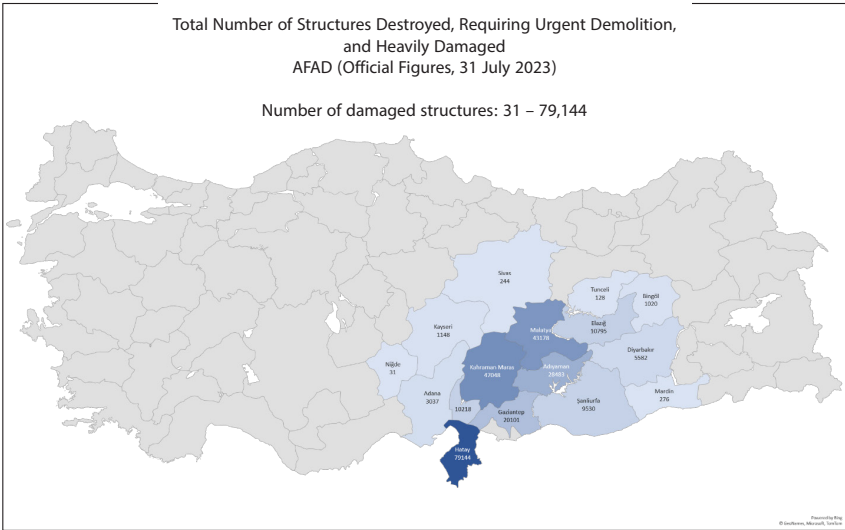 Total Number of Structures Destroyed, Requiring Urgent Demolition,
and Heavily Damaged
AFAD (Official Figures, 31 July 2023)
Number of damaged structures: 31 – 79,144
Sivas
244
Tunceli
128
Bingöl
1020
Kayseri
1148
Malatya
43178
Elazığ
10795
Diyarbakır
5582
Niğde
31
Kahraman Maras
47048
Adıyaman
Adana
3037
10218
Gaziantep
20101
Şanlıurfa
9530
Mardin
276
Hatay
79144
Powered by Bing
© GeoNames, Microsoft, TomTom